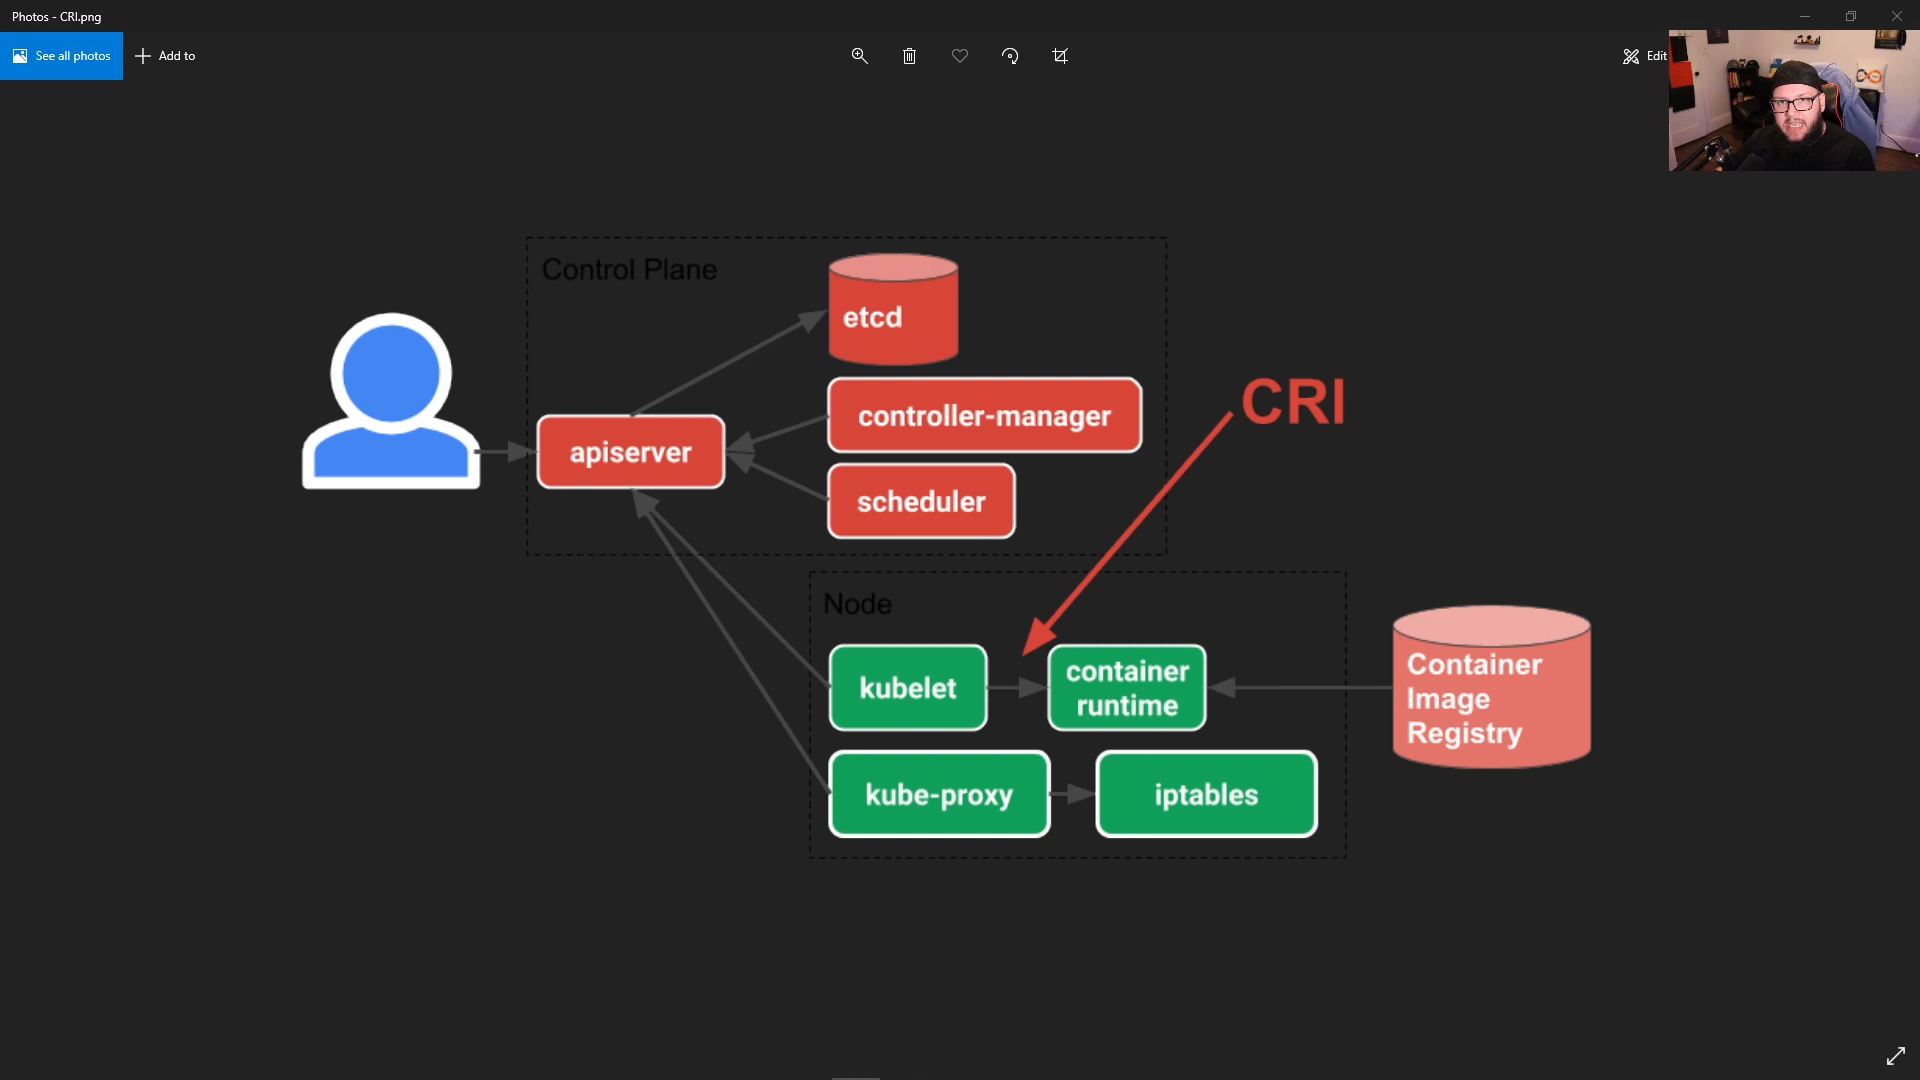 Photos - CRI.png
See all photos
Add to
Edit
Control Plane
etcd
controller-manager
apiserver
scheduler
CRI
Node
kubelet
container
runtime
Container
Image
Registry
kube-proxy
iptables